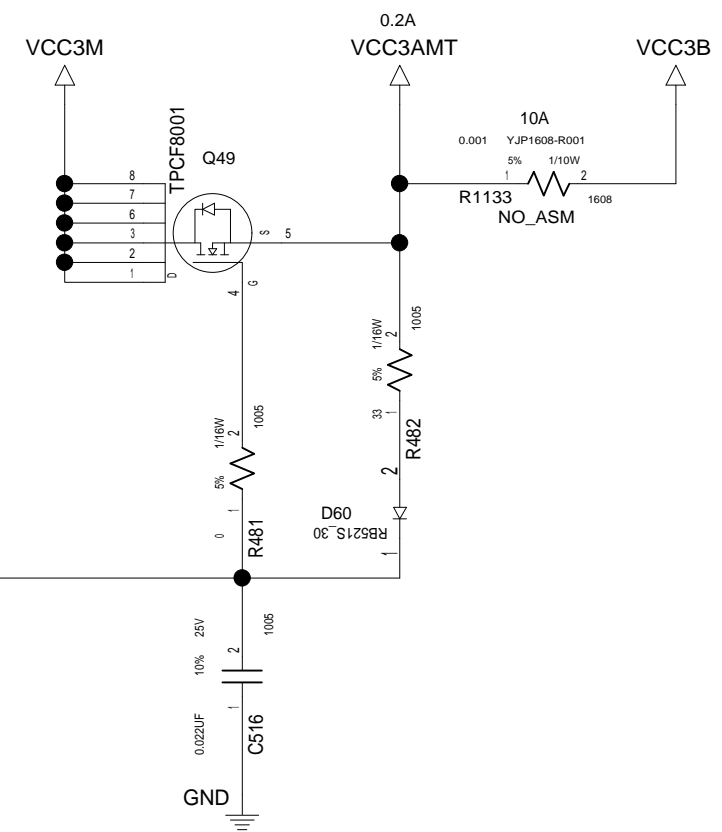 0.2A
VCC3M
VCC3AMT
VCC3B
10A
0.001 YJP1608-R001
5% 1/10W
1 2
R1133
1608
NO_ASM
TPCF8001
Q49
8
7
6
3
2
1
D
S
5
G
4
1/16W
2
1005
5%
33
1
R482
2
D60
RB521S_30
1
1/16W
2
1005
5%
0
1
R481
25V
2
1005
10%
0.022UF
1
C516
GND